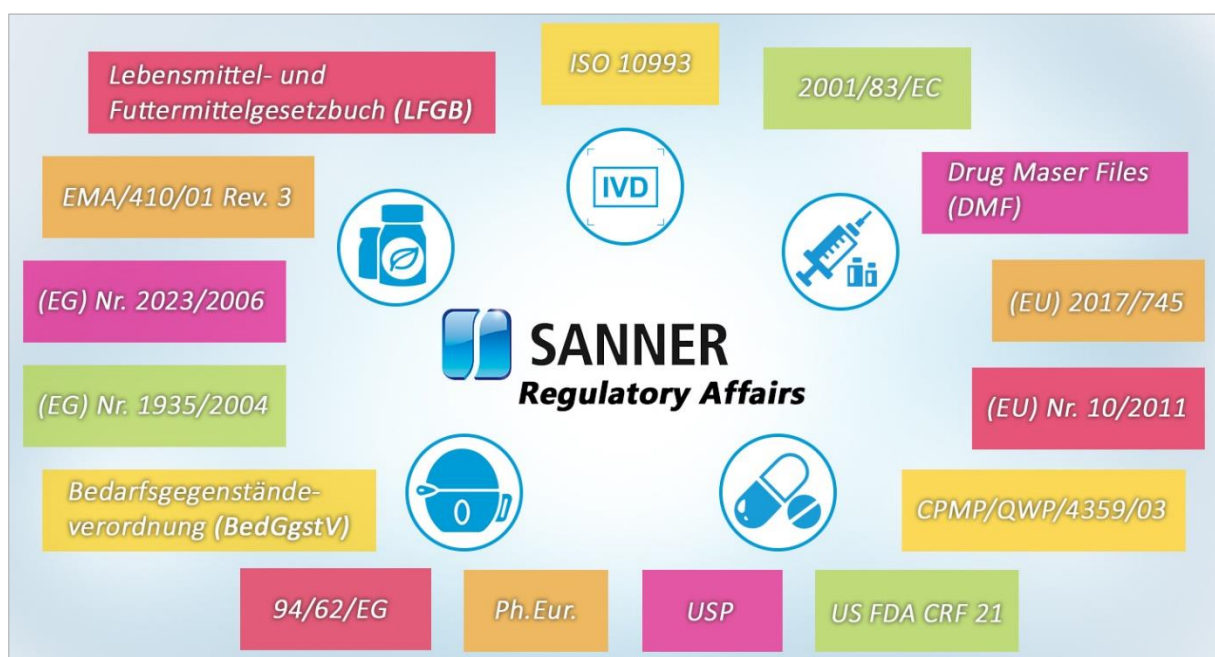 ISO 10993
Lebensmittel- und
Futtermittelgesetzbuch (LFGB)
2001/83/EC
IVD
EMA/410/01 Rev. 3
Drug Maser Files
(DMF)
(EG) Nr. 2023/2006
(EU) 2017/745
SANNER
Regulatory Affairs
(EG) Nr. 1935/2004
(EU) Nr. 10/2011
Bedarfsgegenstände-
verordnung (BedGgstV)
0
CPMP/QWP/4359/03
94/62/EG
Ph.Eur.
USP
US FDA CRF 21